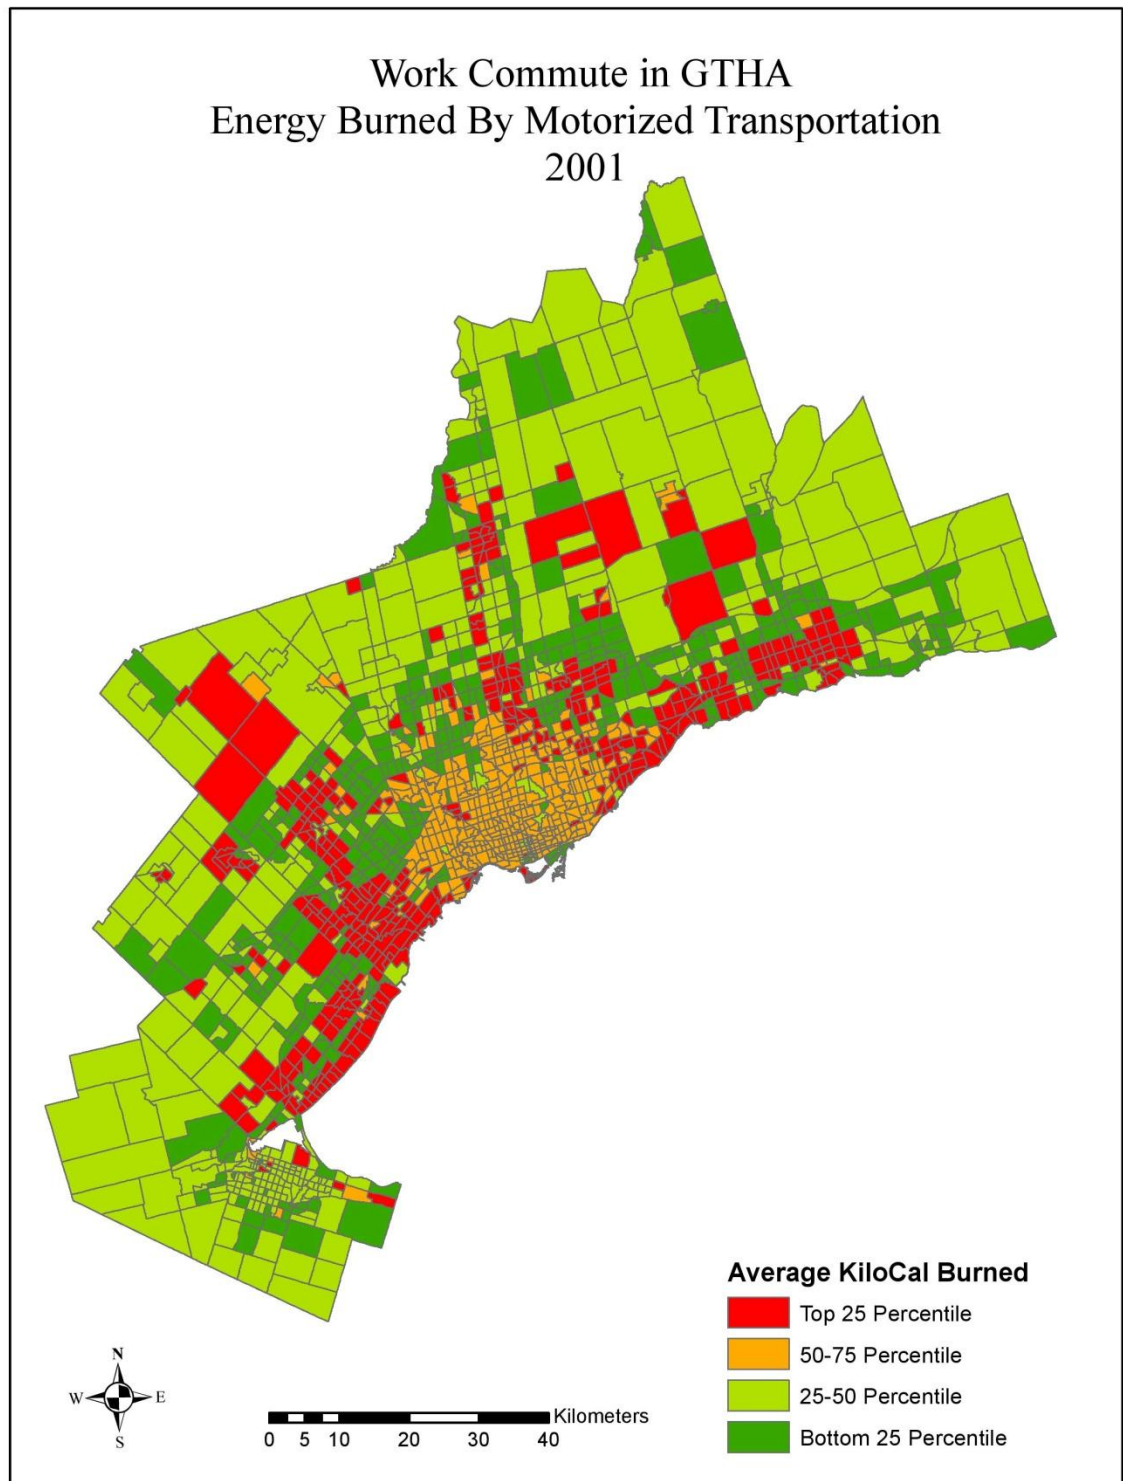 Work Commute in GTHA
Energy Burned By Motorized Transportation
2001
Average KiloCal Burned
Top 25 Percentile
50-75 Percentile
25-50 Percentile
Bottom 25 Percentile
N
W E
S
Kilometers
0 5 10 20 30 40